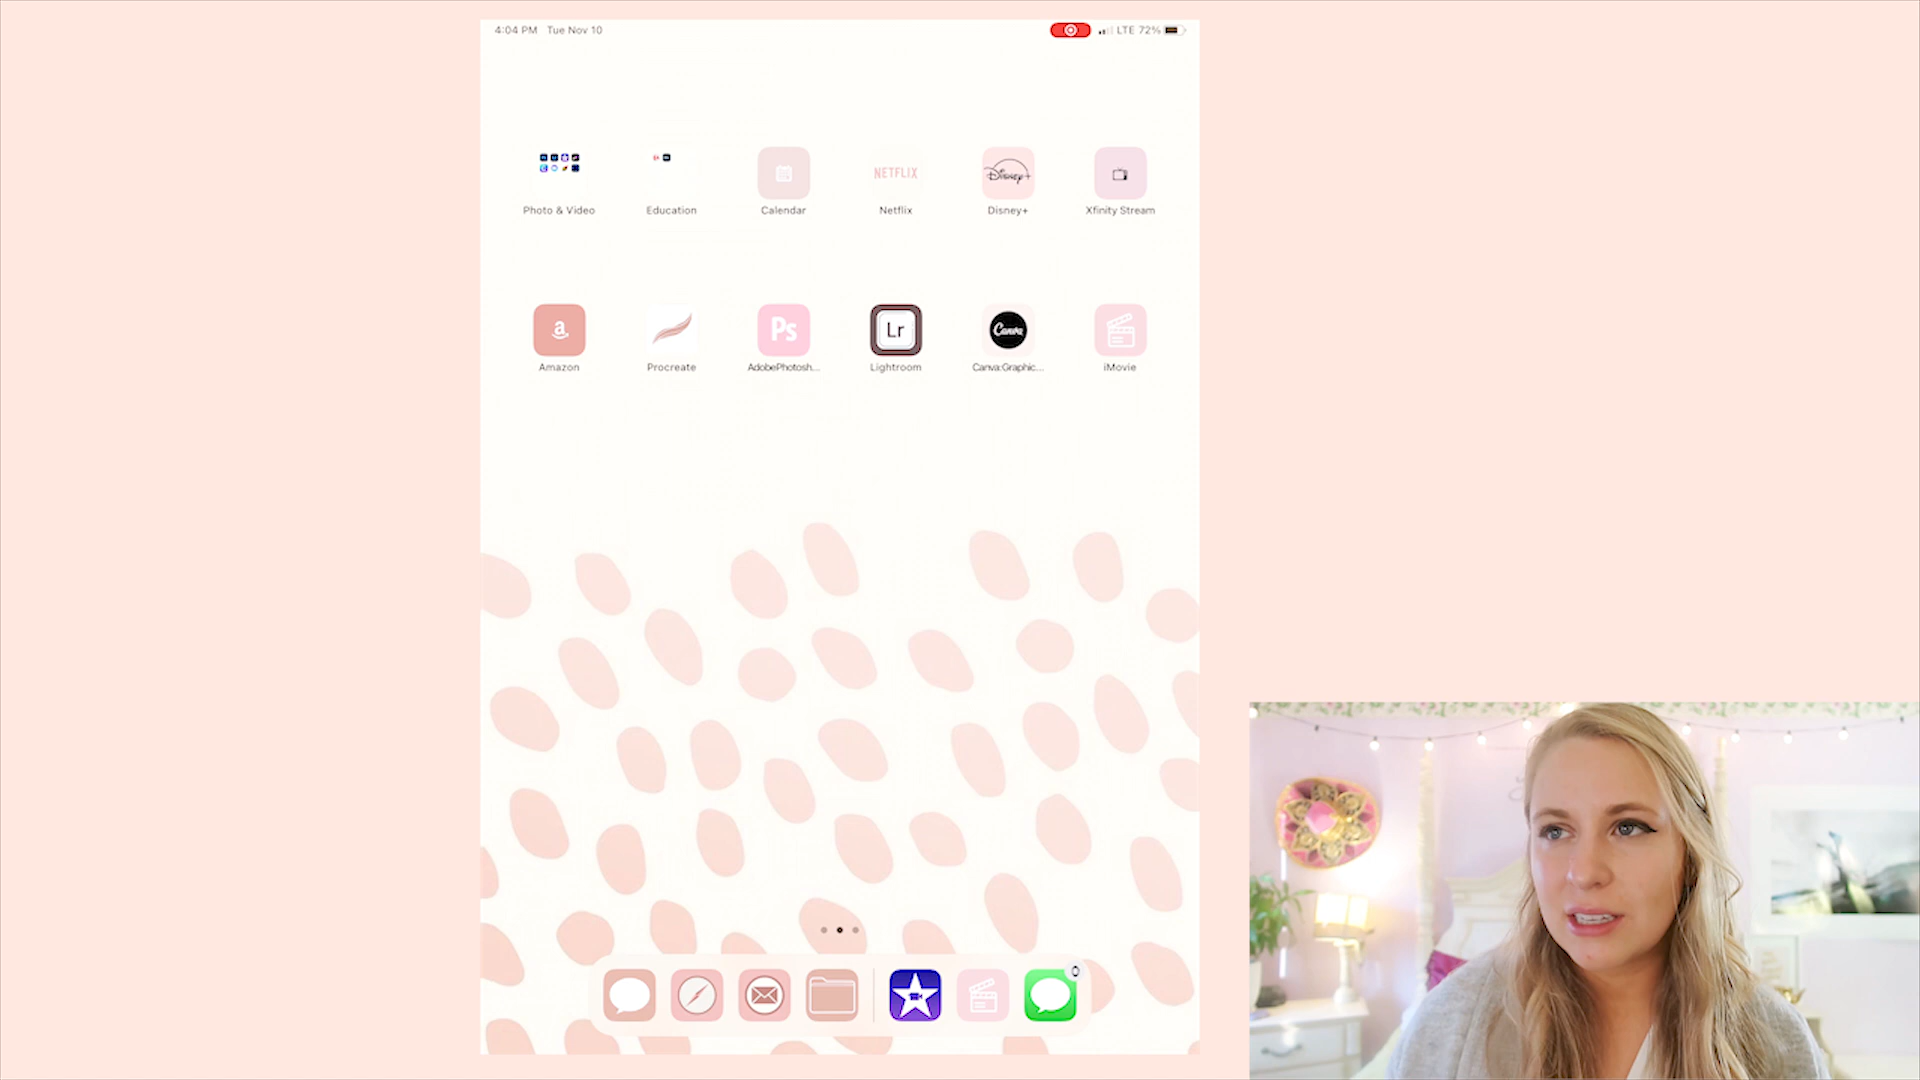 4:04 PM Tue Nov 10
LTE 72%
Photo & Video
Education
Calendar
NETFLIX
Netflix
Disney+
Disney+
Xfinity Stream
a
Amazon
Procreate
Ps
AdobePhotosh...
Lr
Lightroom
Canva
Canva: Graphic...
iMovie